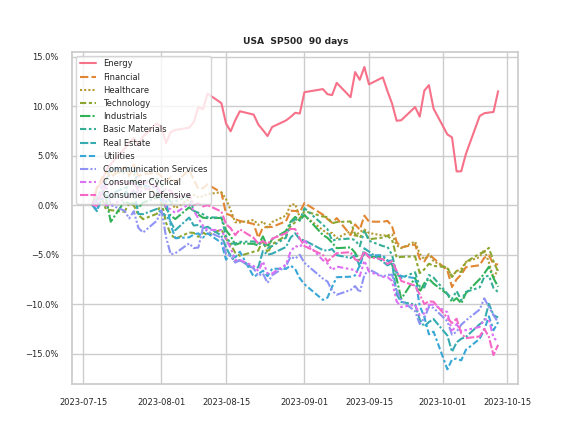 USA  SP500  90 days
15.0%
10.0%
5.0%
0.0%
−5.0%
−10.0%
−15.0%
Energy
Financial
Healthcare
Technology
Industrials
Basic Materials
Real Estate
Utilities
Communication Services
Consumer Cyclical
Consumer Defensive
2023-07-15
2023-08-01
2023-08-15
2023-09-01
2023-09-15
2023-10-01
2023-10-15